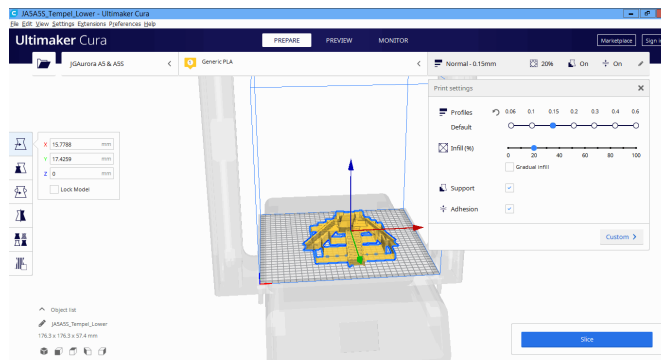 JA5A5S_Tempel_Lower - Ultimaker Cura
File Edit View Settings Extensions Preferences Help
Ultimaker Cura
PREPARE PREVIEW MONITOR
Marketplace Sign
JGAurora A5 & A5S
1 Generic PLA
Normal - 0.15mm 20% On On
Print settings
Profiles 0.06 0.1 0.15 0.2 0.3 0.4 0.6
Default
Infill (%)
0 20 40 60 80 100
Gradual infill
Support
Adhesion
Custom
X 15.7788 mm
Y 17.4259 mm
Z 0 mm
Lock Model
Object list
JA5A5S_Tempel_Lower
176.3 x 176.3 x 57.4 mm
Slice